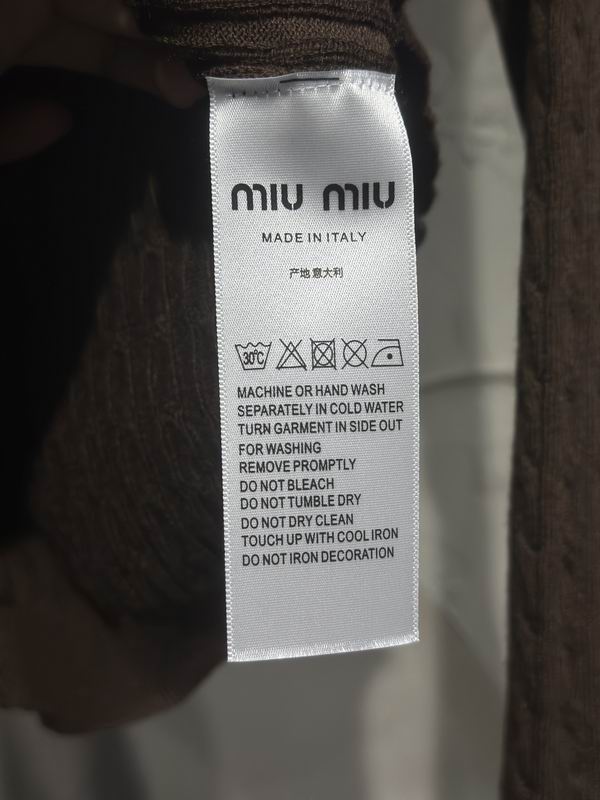 miu miu
MADE IN ITALY
产地意大利
30°C
MACHINE OR HAND WASH
SEPARATELY IN COLD WATER
TURN GARMENT IN SIDE OUT
FOR WASHING
REMOVE PROMPTLY
DO NOT BLEACH
DO NOT TUMBLE DRY
DO NOT DRY CLEAN
TOUCH UP WITH COOL IRON
DO NOT IRON DECORATION